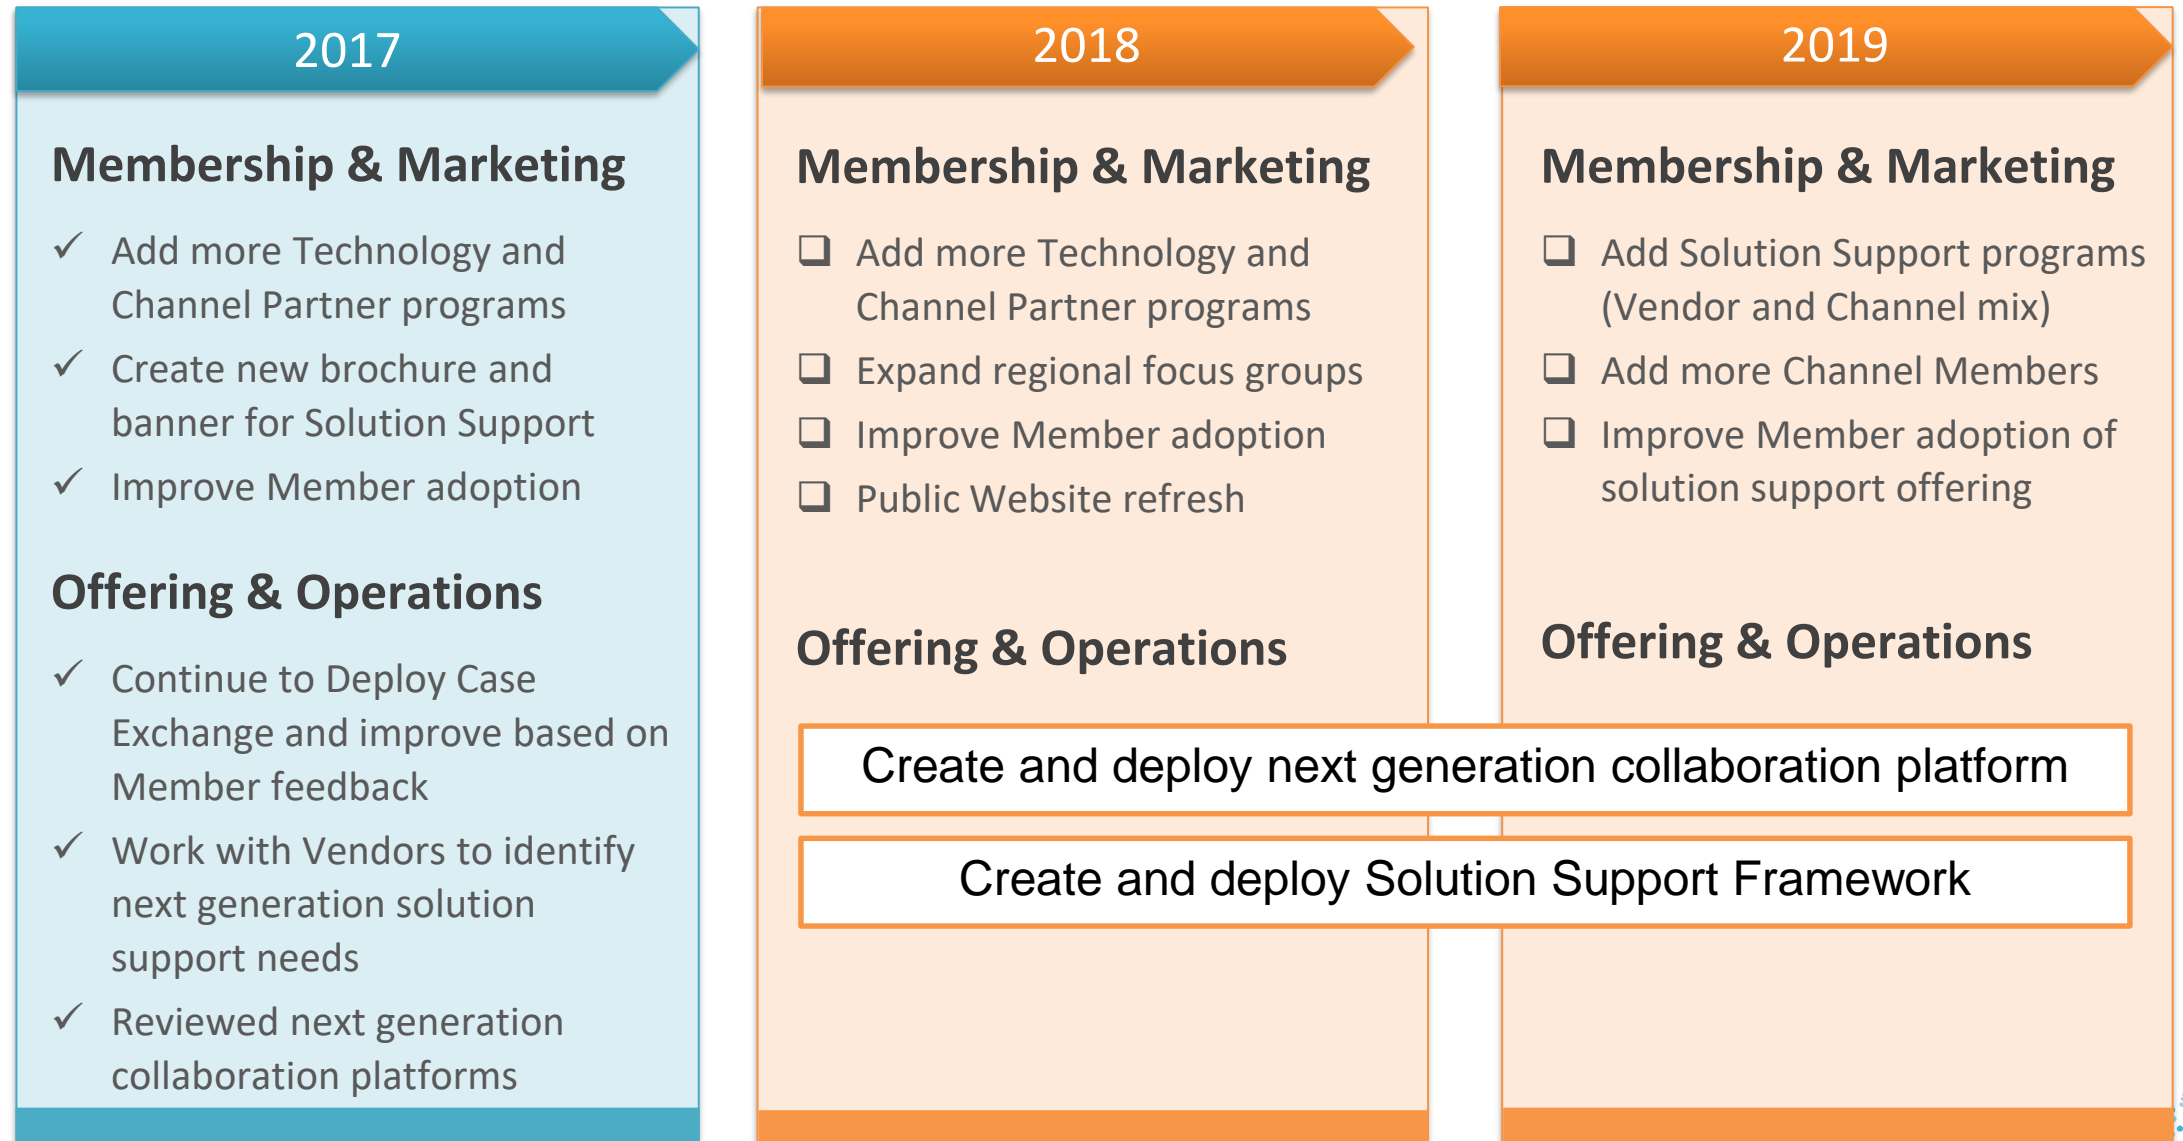 2017
Membership & Marketing
Add more Technology and
Channel Partner programs
Create new brochure and
banner for Solution Support
Improve Member adoption
Offering & Operations
Continue to Deploy Case
Exchange and improve based on
Member feedback
Work with Vendors to identify
next generation solution
support needs
Reviewed next generation
collaboration platforms
2018
Membership & Marketing
Add more Technology and
Channel Partner programs
Expand regional focus groups
Improve Member adoption
Public Website refresh
Offering & Operations
2019
Membership & Marketing
Add Solution Support programs
(Vendor and Channel mix)
Add more Channel Members
Improve Member adoption of
solution support offering
Offering & Operations
Create and deploy next generation collaboration platform
Create and deploy Solution Support Framework